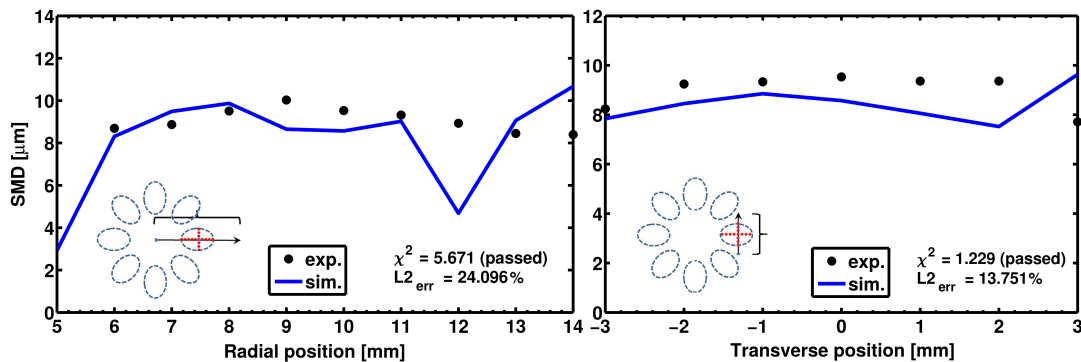 14
12
10
8
6
4
2
0
SMD [μm]
exp.
sim.
χ² = 5.671 (passed)
L2err = 24.096%
5 6 7 8 9 10 11 12 13 14
Radial position [mm]
12
10
8
6
4
2
0
exp.
sim.
χ² = 1.229 (passed)
L2err = 13.751%
−3 −2 −1 0 1 2 3
Transverse position [mm]